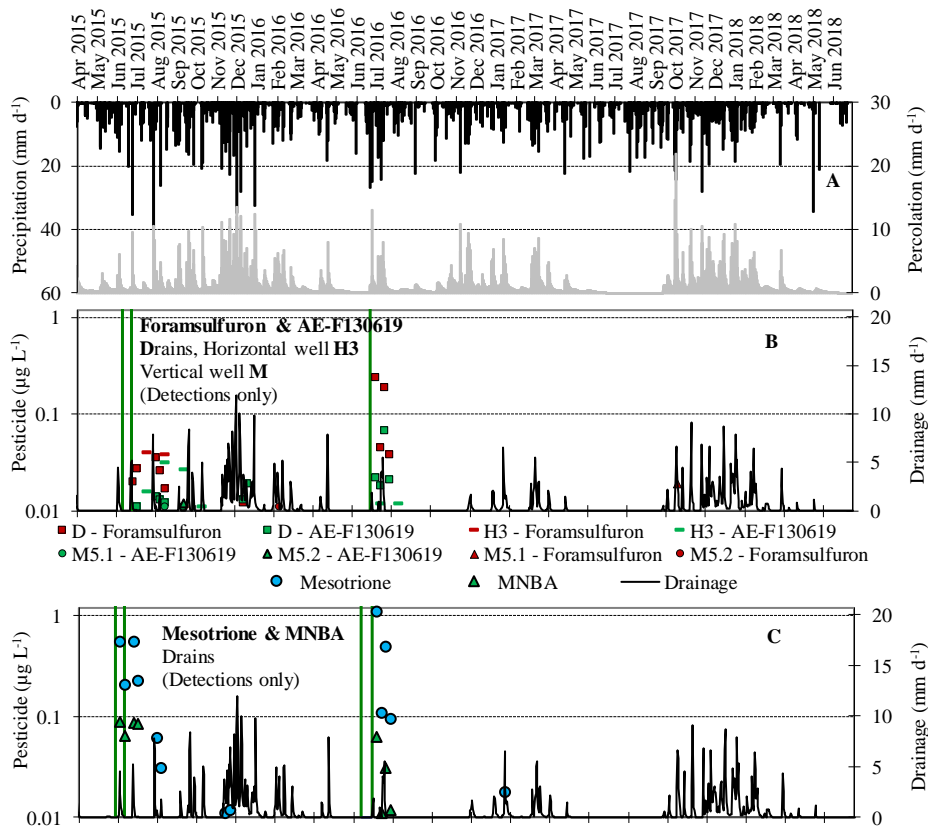 Apr 2015 May 2015 Jun 2015 Jul 2015 Aug 2015 Sep 2015 Oct 2015 Nov 2015 Dec 2015 Jan 2016 Feb 2016 Mar 2016 Apr 2016 May 2016 Jun 2016 Jul 2016 Aug 2016 Sep 2016 Oct 2016 Nov 2016 Dec 2016 Jan 2017 Feb 2017 Mar 2017 Apr 2017 May 2017 Jun 2017 Jul 2017 Aug 2017 Sep 2017 Oct 2017 Nov 2017 Dec 2017 Jan 2018 Feb 2018 Mar 2018 Apr 2018 May 2018 Jun 2018
Precipitation (mm d⁻¹)
0
20
40
60
A
30
20
10
0
Percolation (mm d⁻¹)
Pesticide (µg L⁻¹)
1
0.1
0.01
Foramsulfuron & AE-F130619
Drains, Horizontal well H3
Vertical well M
(Detections only)
B
20
15
10
5
0
Drainage (mm d⁻¹)
D - Foramsulfuron D - AE-F130619 H3 - Foramsulfuron H3 - AE-F130619
M5.1 - AE-F130619 M5.2 - AE-F130619 M5.1 - Foramsulfuron M5.2 - Foramsulfuron
Mesotrione MNBA Drainage
Pesticide (µg L⁻¹)
1
0.1
0.01
Mesotrione & MNBA
Drains
(Detections only)
C
20
15
10
5
0
Drainage (mm d⁻¹)